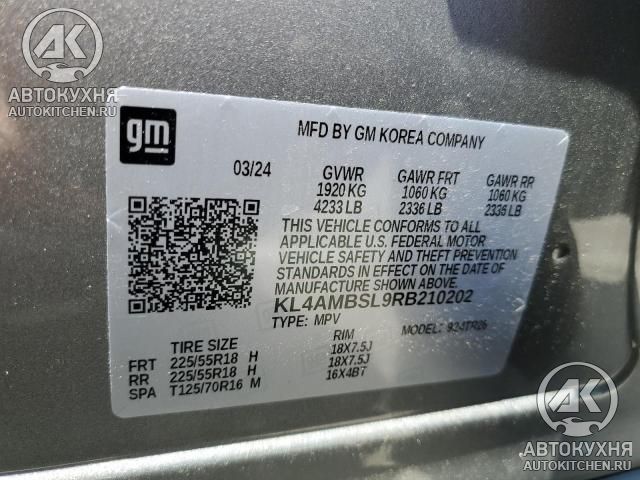 AK
АВТОКУХНЯ
AUTOKITCHEN.RU
gm
MFD BY GM KOREA COMPANY
03/24 GVWR GAWR FRT GAWR RR
1920 KG 1060 KG 1060 KG
4233 LB 2336 LB 2336 LB
THIS VEHICLE CONFORMS TO ALL
APPLICABLE U.S. FEDERAL MOTOR
VEHICLE SAFETY AND THEFT PREVENTION
STANDARDS IN EFFECT ON THE DATE OF
MANUFACTURE SHOWN ABOVE.
KL4AMBSL9RB210202
TYPE: MPV MODEL: 924TR26
TIRE SIZE RIM
FRT 225/55R18 H 18X7.5J
RR 225/55R18 H 18X7.5J
SPA T125/70R16 M 16X4BT
AK
АВТОКУХНЯ
AUTOKITCHEN.RU